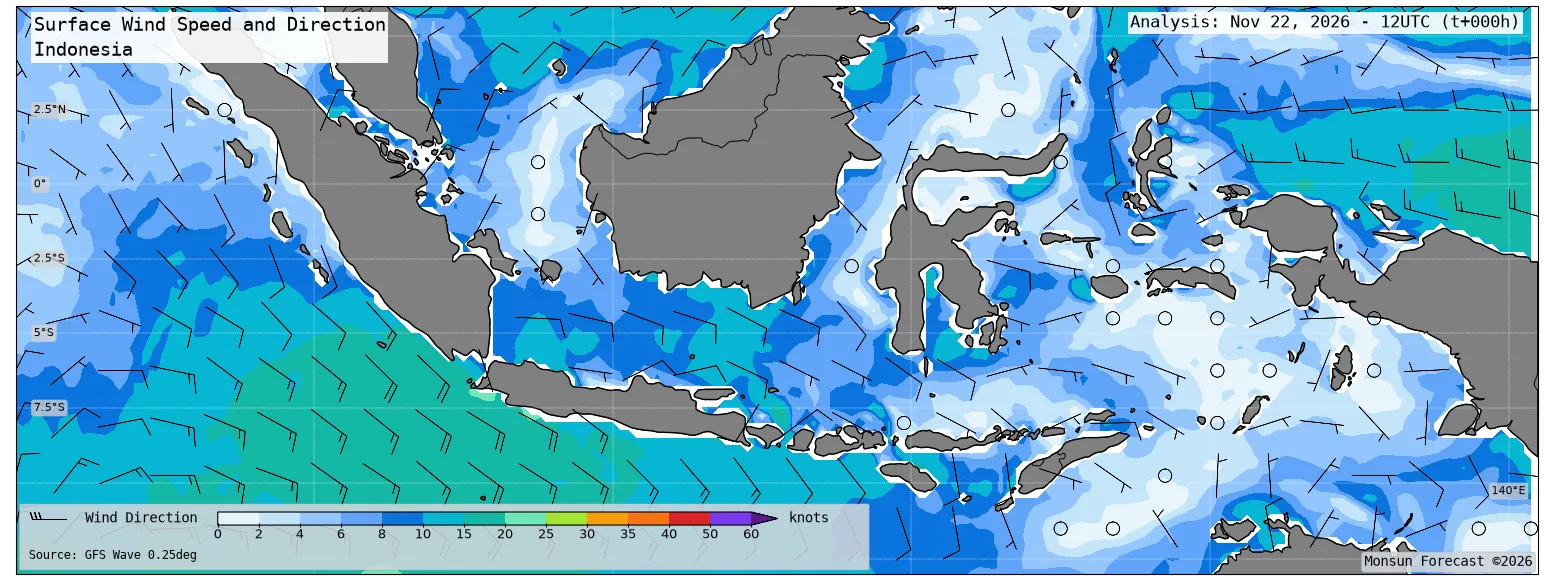 Surface Wind Speed and Direction
Indonesia
Analysis: Nov 22, 2026 - 12UTC (t+000h)
2.5°N
0°
2.5°S
5°S
7.5°S
140°E
Wind Direction
0 2 4 6 8 10 15 20 25 30 35 40 50 60
knots
Source: GFS Wave 0.25deg
Monsun Forecast ©2026